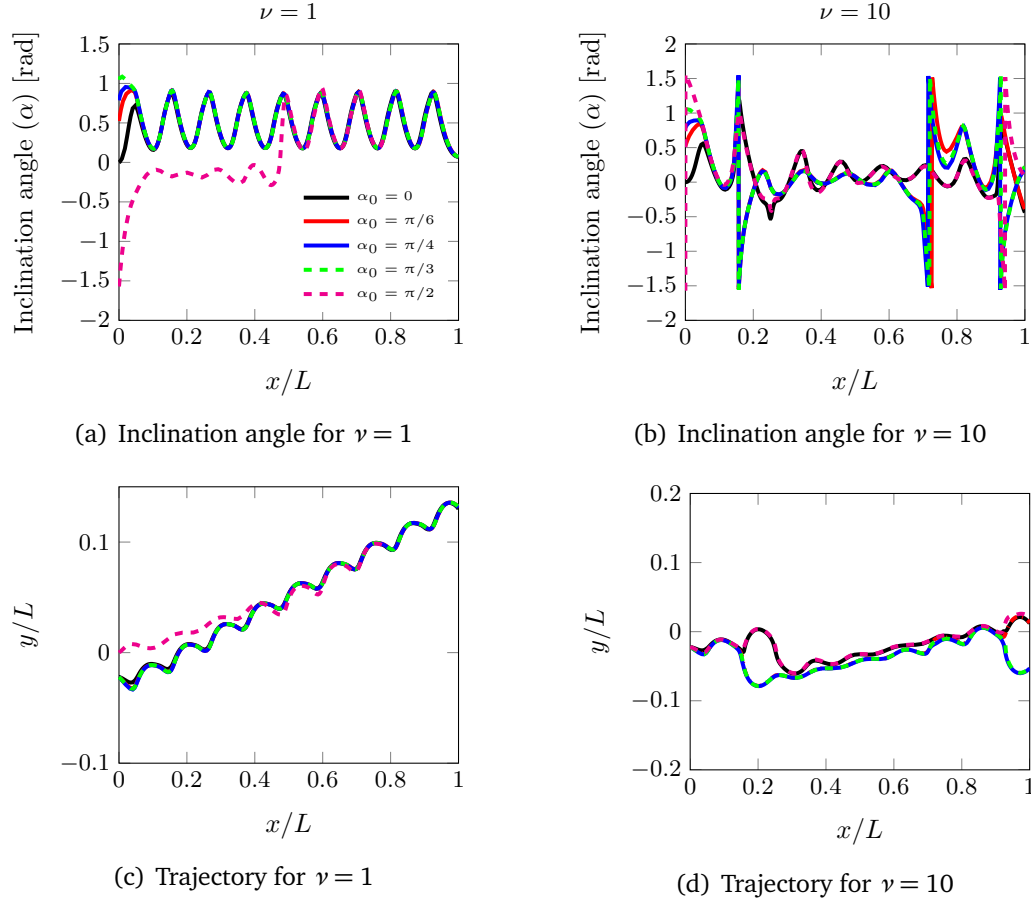 ν = 1
Inclination angle (α) [rad]
1.5
1
0.5
0
−0.5
−1
−1.5
−2
α₀ = 0
α₀ = π/6
α₀ = π/4
α₀ = π/3
α₀ = π/2
0 0.2 0.4 0.6 0.8 1
x/L
(a) Inclination angle for ν = 1
ν = 10
Inclination angle (α) [rad]
2
1.5
1
0.5
0
−0.5
−1
−1.5
−2
0 0.2 0.4 0.6 0.8 1
x/L
(b) Inclination angle for ν = 10
y/L
0.1
0
−0.1
0 0.2 0.4 0.6 0.8 1
x/L
(c) Trajectory for ν = 1
y/L
0.2
0.1
0
−0.1
−0.2
0 0.2 0.4 0.6 0.8 1
x/L
(d) Trajectory for ν = 10